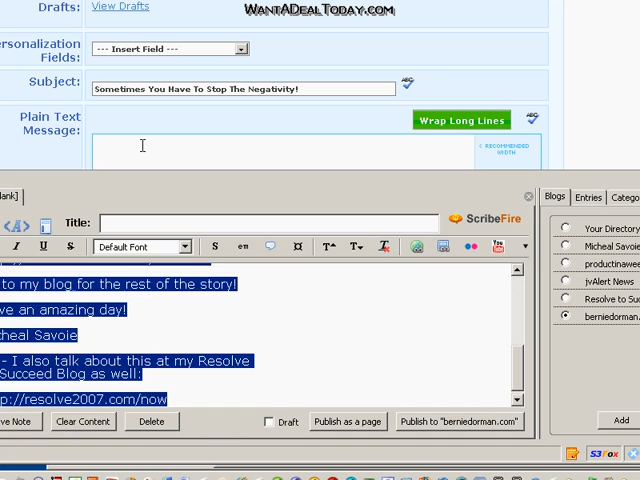 WANTADEALTODAY.COM
Drafts: View Drafts
ersonalization Fields: --- Insert Field ---
Subject: Sometimes You Have To Stop The Negativity!
Plain Text Message: Wrap Long Lines
< RECOMMENDED WIDTH
lank]
Blogs Entries Catego
Title: ScribeFire
Default Font
Your Directory
Micheal Savoie
productinawee
jvAlert News
Resolve to Suc
berniedorman.
to my blog for the rest of the story!
ve an amazing day!
cheal Savoie
- I also talk about this at my Resolve
Succeed Blog as well:
p://resolve2007.com/now
ve Note Clear Content Delete Draft Publish as a page Publish to "berniedorman.com" Add
S3Fox